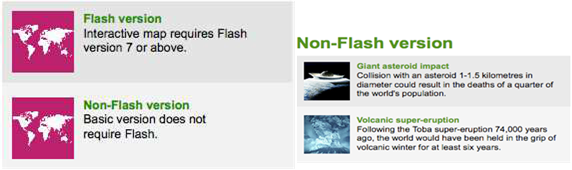 Flash version
Interactive map requires Flash
version 7 or above.
Non-Flash version
Basic version does not
require Flash.
Non-Flash version
Giant asteroid impact
Collision with an asteroid 1-1.5 kilometres in
diameter could result in the deaths of a quarter of
the world's population.
Volcanic super-eruption
Following the Toba super-eruption 74,000 years
ago, the world would have been held in the grip of
volcanic winter for at least six years.